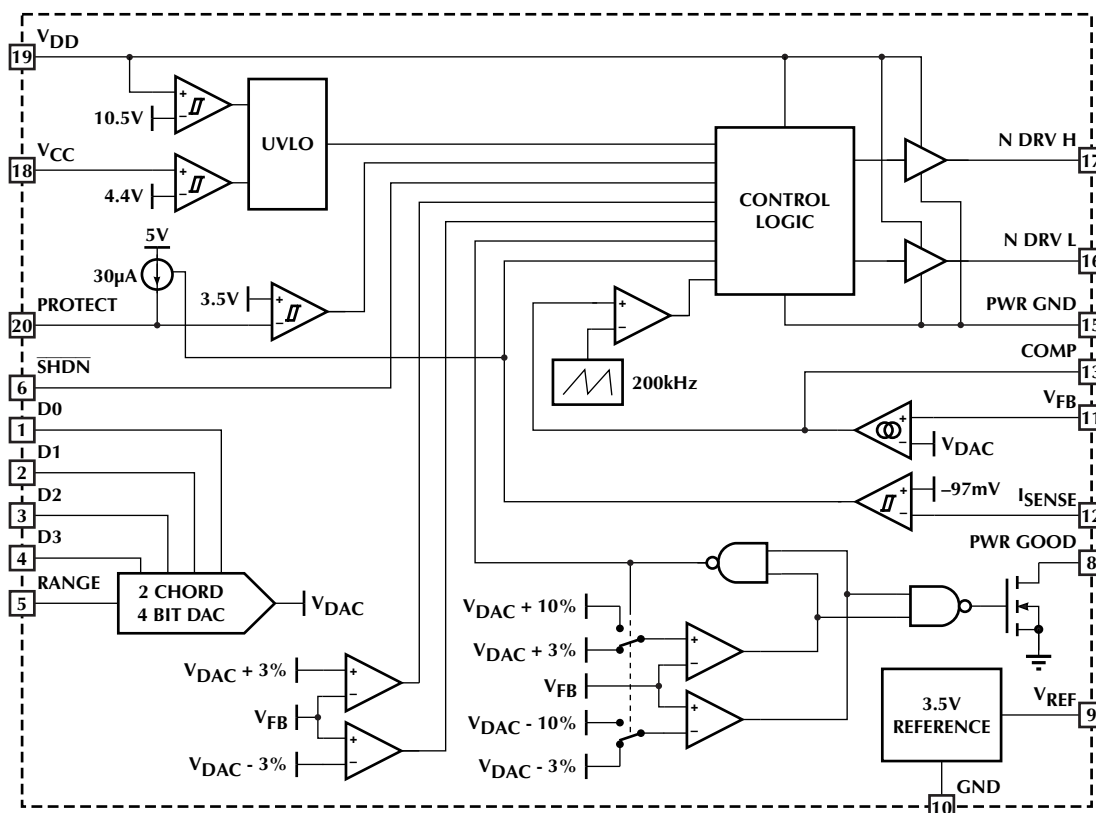 VDD
19
10.5V
+
−
UVLO
VCC
18
4.4V
+
−
5V
30µA
PROTECT
20
3.5V
+
−
SHDN
6
D0
1
D1
2
D2
3
D3
4
RANGE
5
2 CHORD
4 BIT DAC
VDAC
VDAC + 3%
VFB
VDAC - 3%
+
−
+
−
CONTROL
LOGIC
+
−
200kHz
N DRV H
17
N DRV L
16
PWR GND
15
COMP
13
VFB
11
+
−
VDAC
+
−
–97mV
ISENSE
12
PWR GOOD
8
VDAC + 10%
VDAC + 3%
VFB
VDAC - 10%
VDAC - 3%
+
−
+
−
3.5V
REFERENCE
VREF
9
GND
10